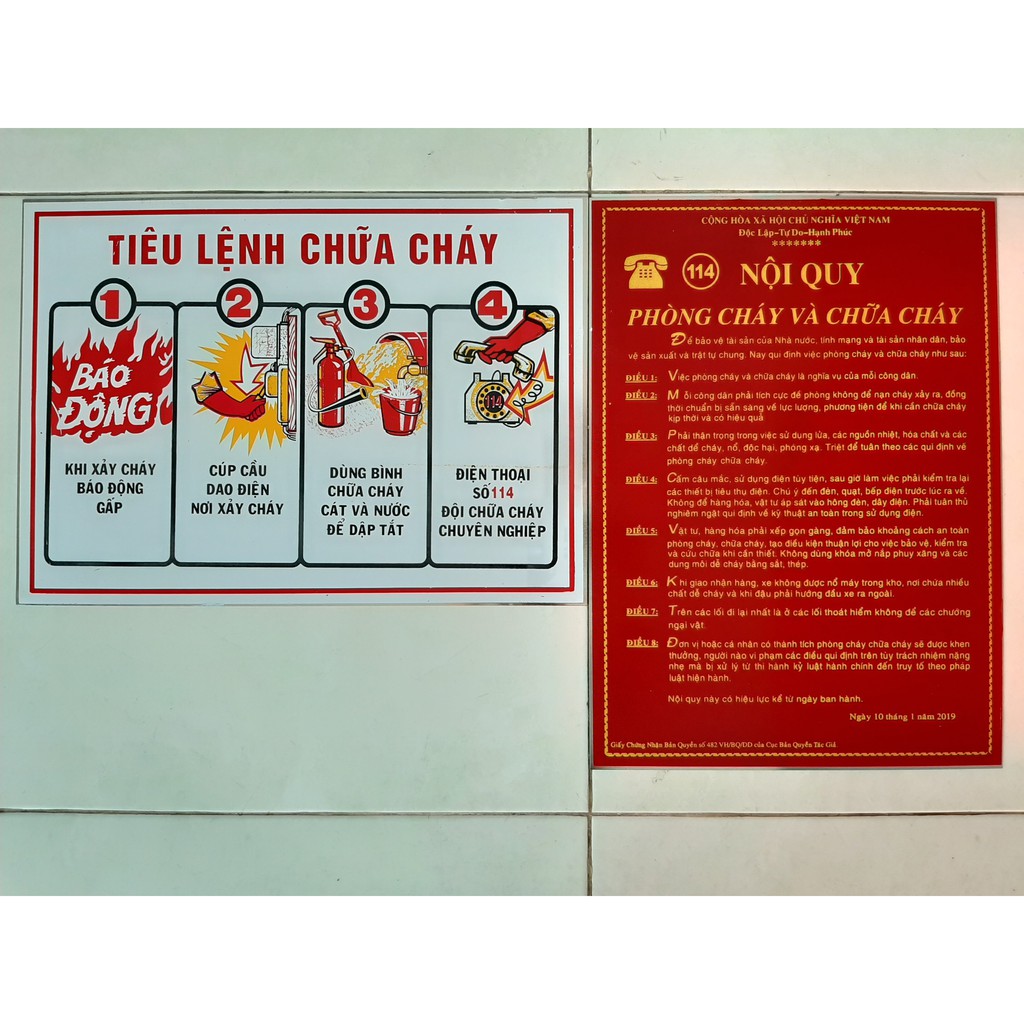 TIÊU LỆNH CHỮA CHÁY
1
BÁO
ĐỘNG
KHI XẢY CHÁY
BÁO ĐỘNG
GẤP
2
CÚP CẦU
DAO ĐIỆN
NƠI XẢY CHÁY
3
DÙNG BÌNH
CHỮA CHÁY
CÁT VÀ NƯỚC
ĐỂ DẬP TẮT
4
114
ĐIỆN THOẠI
SỐ 114
ĐỘI CHỮA CHÁY
CHUYÊN NGHIỆP
CỘNG HÒA XÃ HỘI CHỦ NGHĨA VIỆT NAM
Độc Lập-Tự Do-Hạnh Phúc
*******
114 NỘI QUY
PHÒNG CHÁY VÀ CHỮA CHÁY
Để bảo vệ tài sản của Nhà nước, tính mạng và tài sản nhân dân, bảo
vệ sản xuất và trật tự chung. Nay qui định việc phòng cháy và chữa cháy như sau:
ĐIỀU 1: Việc phòng cháy và chữa cháy là nghĩa vụ của mỗi công dân.
ĐIỀU 2: Mỗi công dân phải tích cực để phòng không để nạn cháy xảy ra, đồng
thời chuẩn bị sẵn sàng về lực lượng, phương tiện để khi cần chữa cháy
kịp thời và có hiệu quả
ĐIỀU 3: Phải thận trọng trong việc sử dụng lửa, các nguồn nhiệt, hóa chất và các
chất dể cháy, nổ, độc hại, phóng xạ. Triệt để tuân theo các qui định về
phòng cháy chữa cháy.
ĐIỀU 4: Cấm câu mắc, sử dụng điện tùy tiện, sau giờ làm việc phải kiểm tra lại
các thiết bị tiêu thụ điện. Chú ý đến đèn, quạt, bếp điện trước lúc ra về.
Không để hàng hóa, vật tư áp sát vào hông đèn, dây điện. Phải tuân thủ
nghiêm ngặt qui định về kỹ thuật an toàn trong sử dụng điện.
ĐIỀU 5: Vật tư, hàng hóa phải xếp gọn gàng, đảm bảo khoảng cách an toàn
phòng cháy, chữa cháy, tạo điều kiện thuận lợi cho việc bảo vệ, kiểm tra
và cứu chữa khi cần thiết. Không dùng khóa mở nắp phuy xăng và các
dung môi dễ cháy bằng sắt, thép.
ĐIỀU 6: Khi giao nhận hàng, xe không được nổ máy trong kho, nơi chứa nhiều
chất dễ cháy và khi đậu phải hướng đầu xe ra ngoài.
ĐIỀU 7: Trên các lối đi lại nhất là ở các lối thoát hiểm không để các chướng
ngại vật.
ĐIỀU 8: Đơn vị hoặc cá nhân có thành tích phòng cháy chữa cháy sẽ được khen
thưởng, người nào vi phạm các điều qui định trên tùy trách nhiệm nặng
nhẹ mà bị xử lý từ thi hành kỷ luật hành chính đến truy tố theo pháp
luật hiện hành.
Nội quy này có hiệu lực kể từ ngày ban hành.
Ngày 10 tháng 1 năm 2019
Giấy Chứng Nhận Bản Quyền số 482 VH/BQ/DD của Cục Bản Quyền Tác Giả